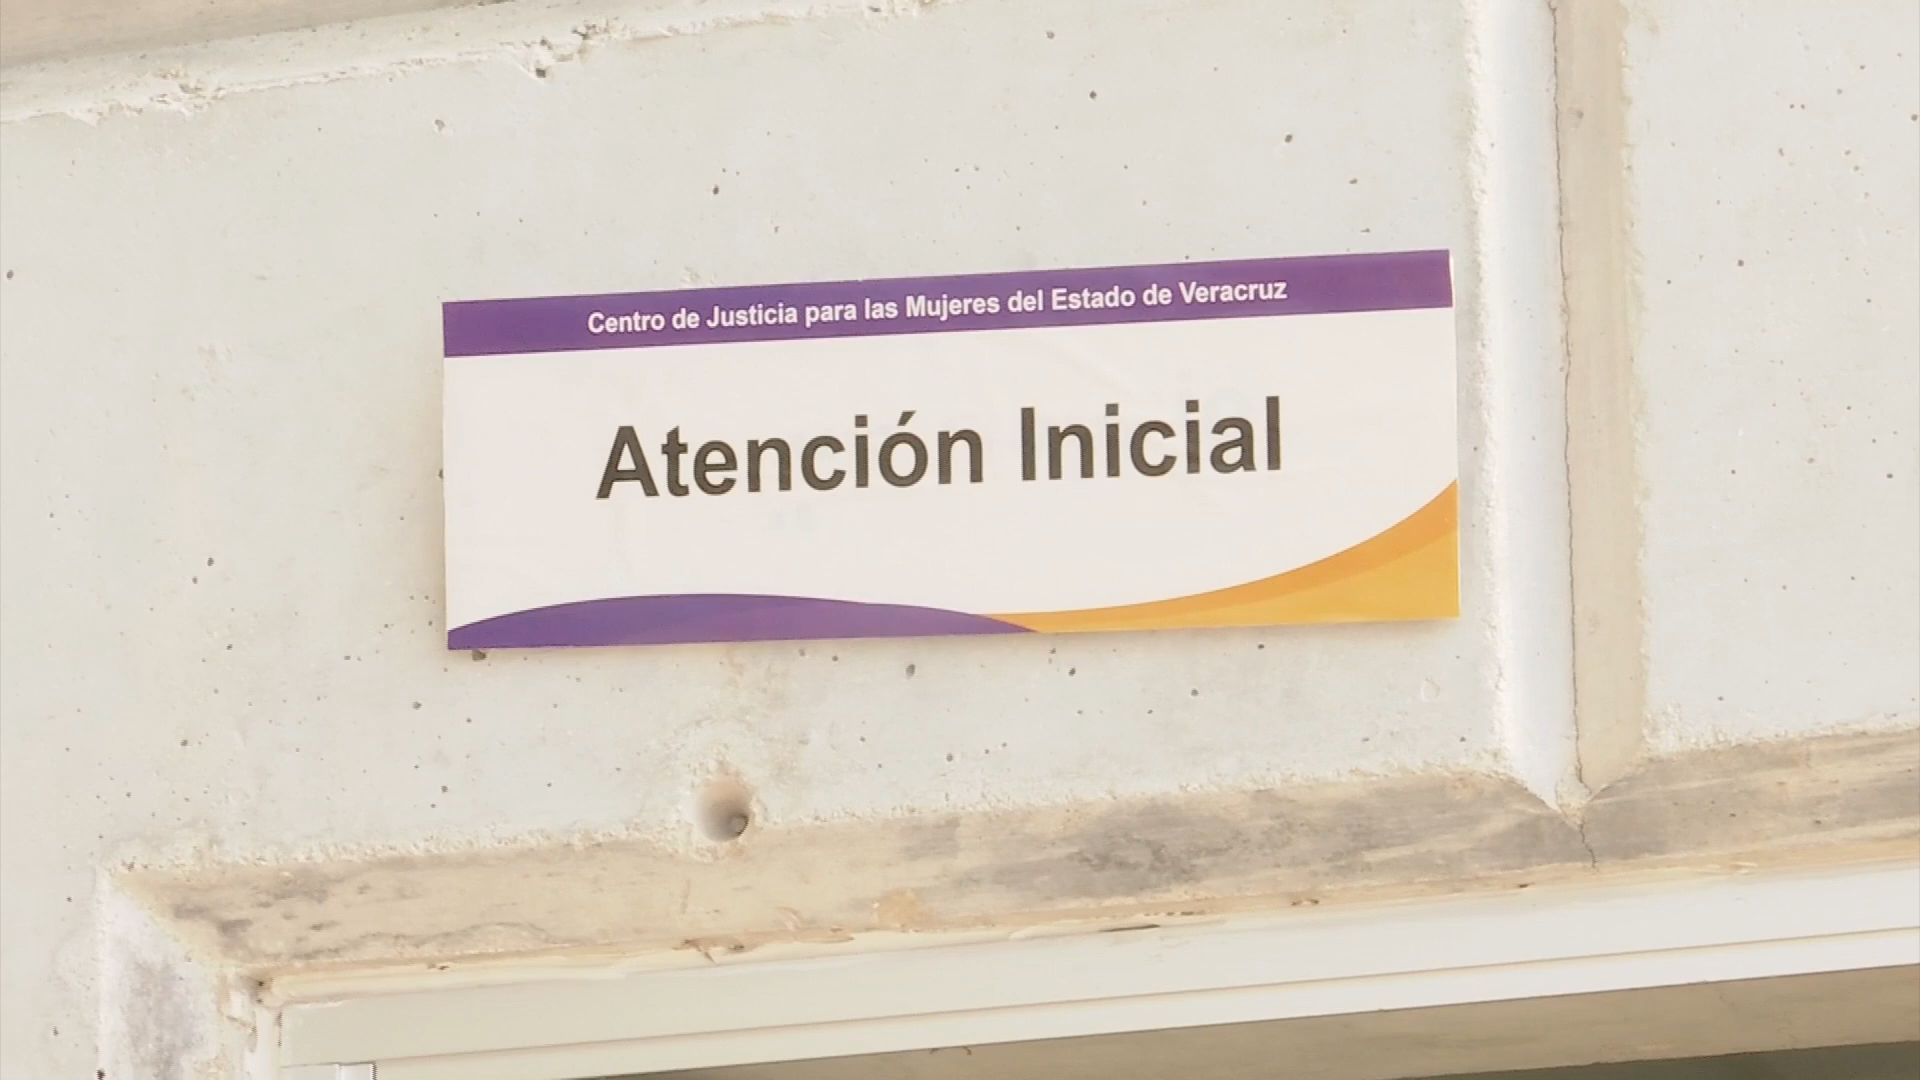 Centro de Justicia para las Mujeres del Estado de Veracruz
Atención Inicial